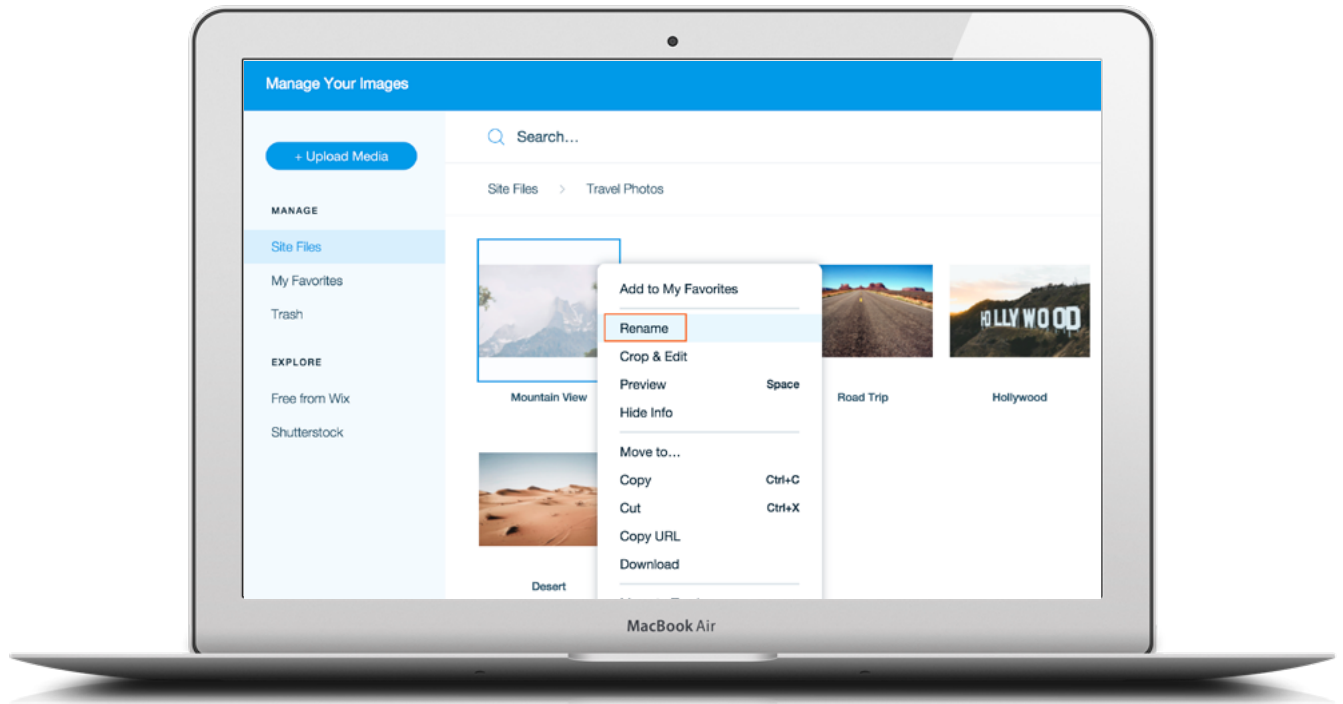 Manage Your Images
+ Upload Media
MANAGE
Site Files
My Favorites
Trash
EXPLORE
Free from Wix
Shutterstock
Search...
Site Files > Travel Photos
Mountain View
Road Trip
Hollywood
HOLLYWOOD
Desert
Add to My Favorites
Rename
Crop & Edit
Preview Space
Hide Info
Move to...
Copy Ctrl+C
Cut Ctrl+X
Copy URL
Download
MacBook Air